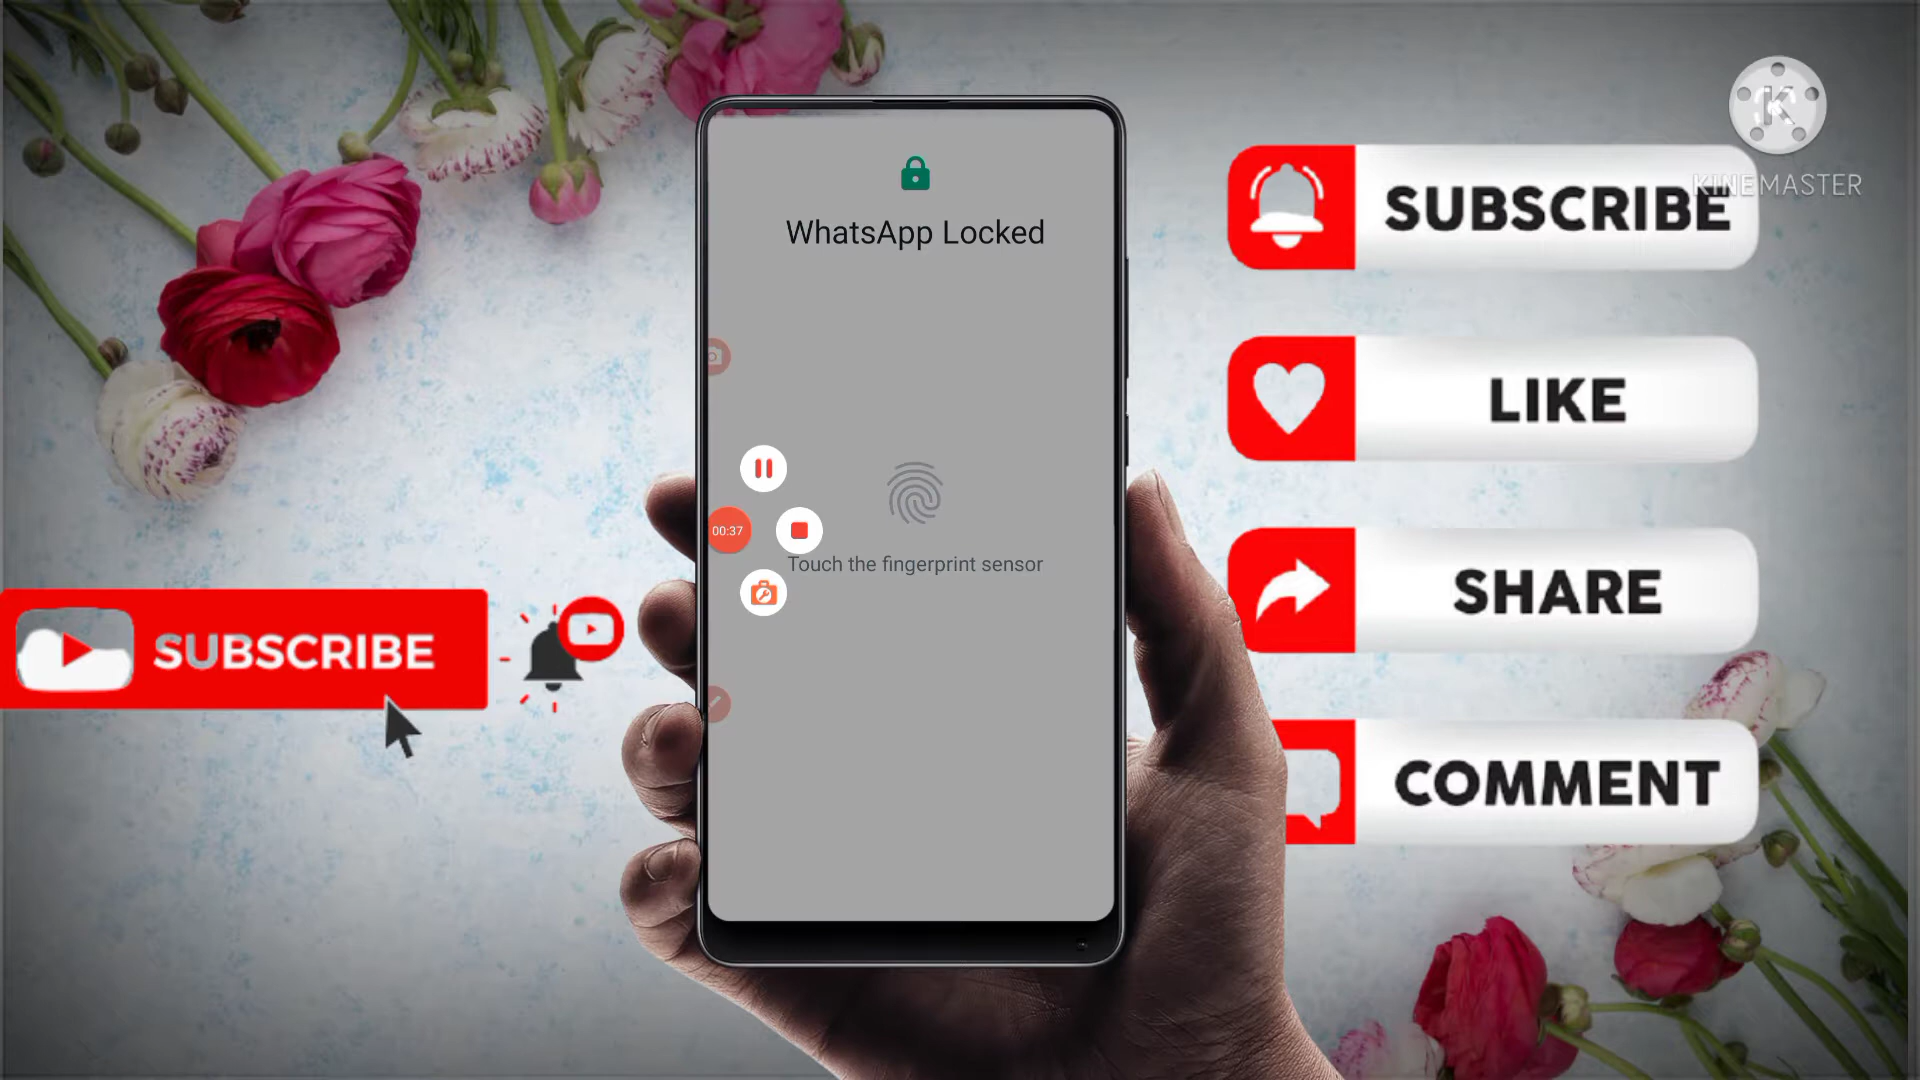 K
KINEMASTER
SUBSCRIBE
WhatsApp Locked
LIKE
00:37
Touch the fingerprint sensor
SHARE
SUBSCRIBE
COMMENT